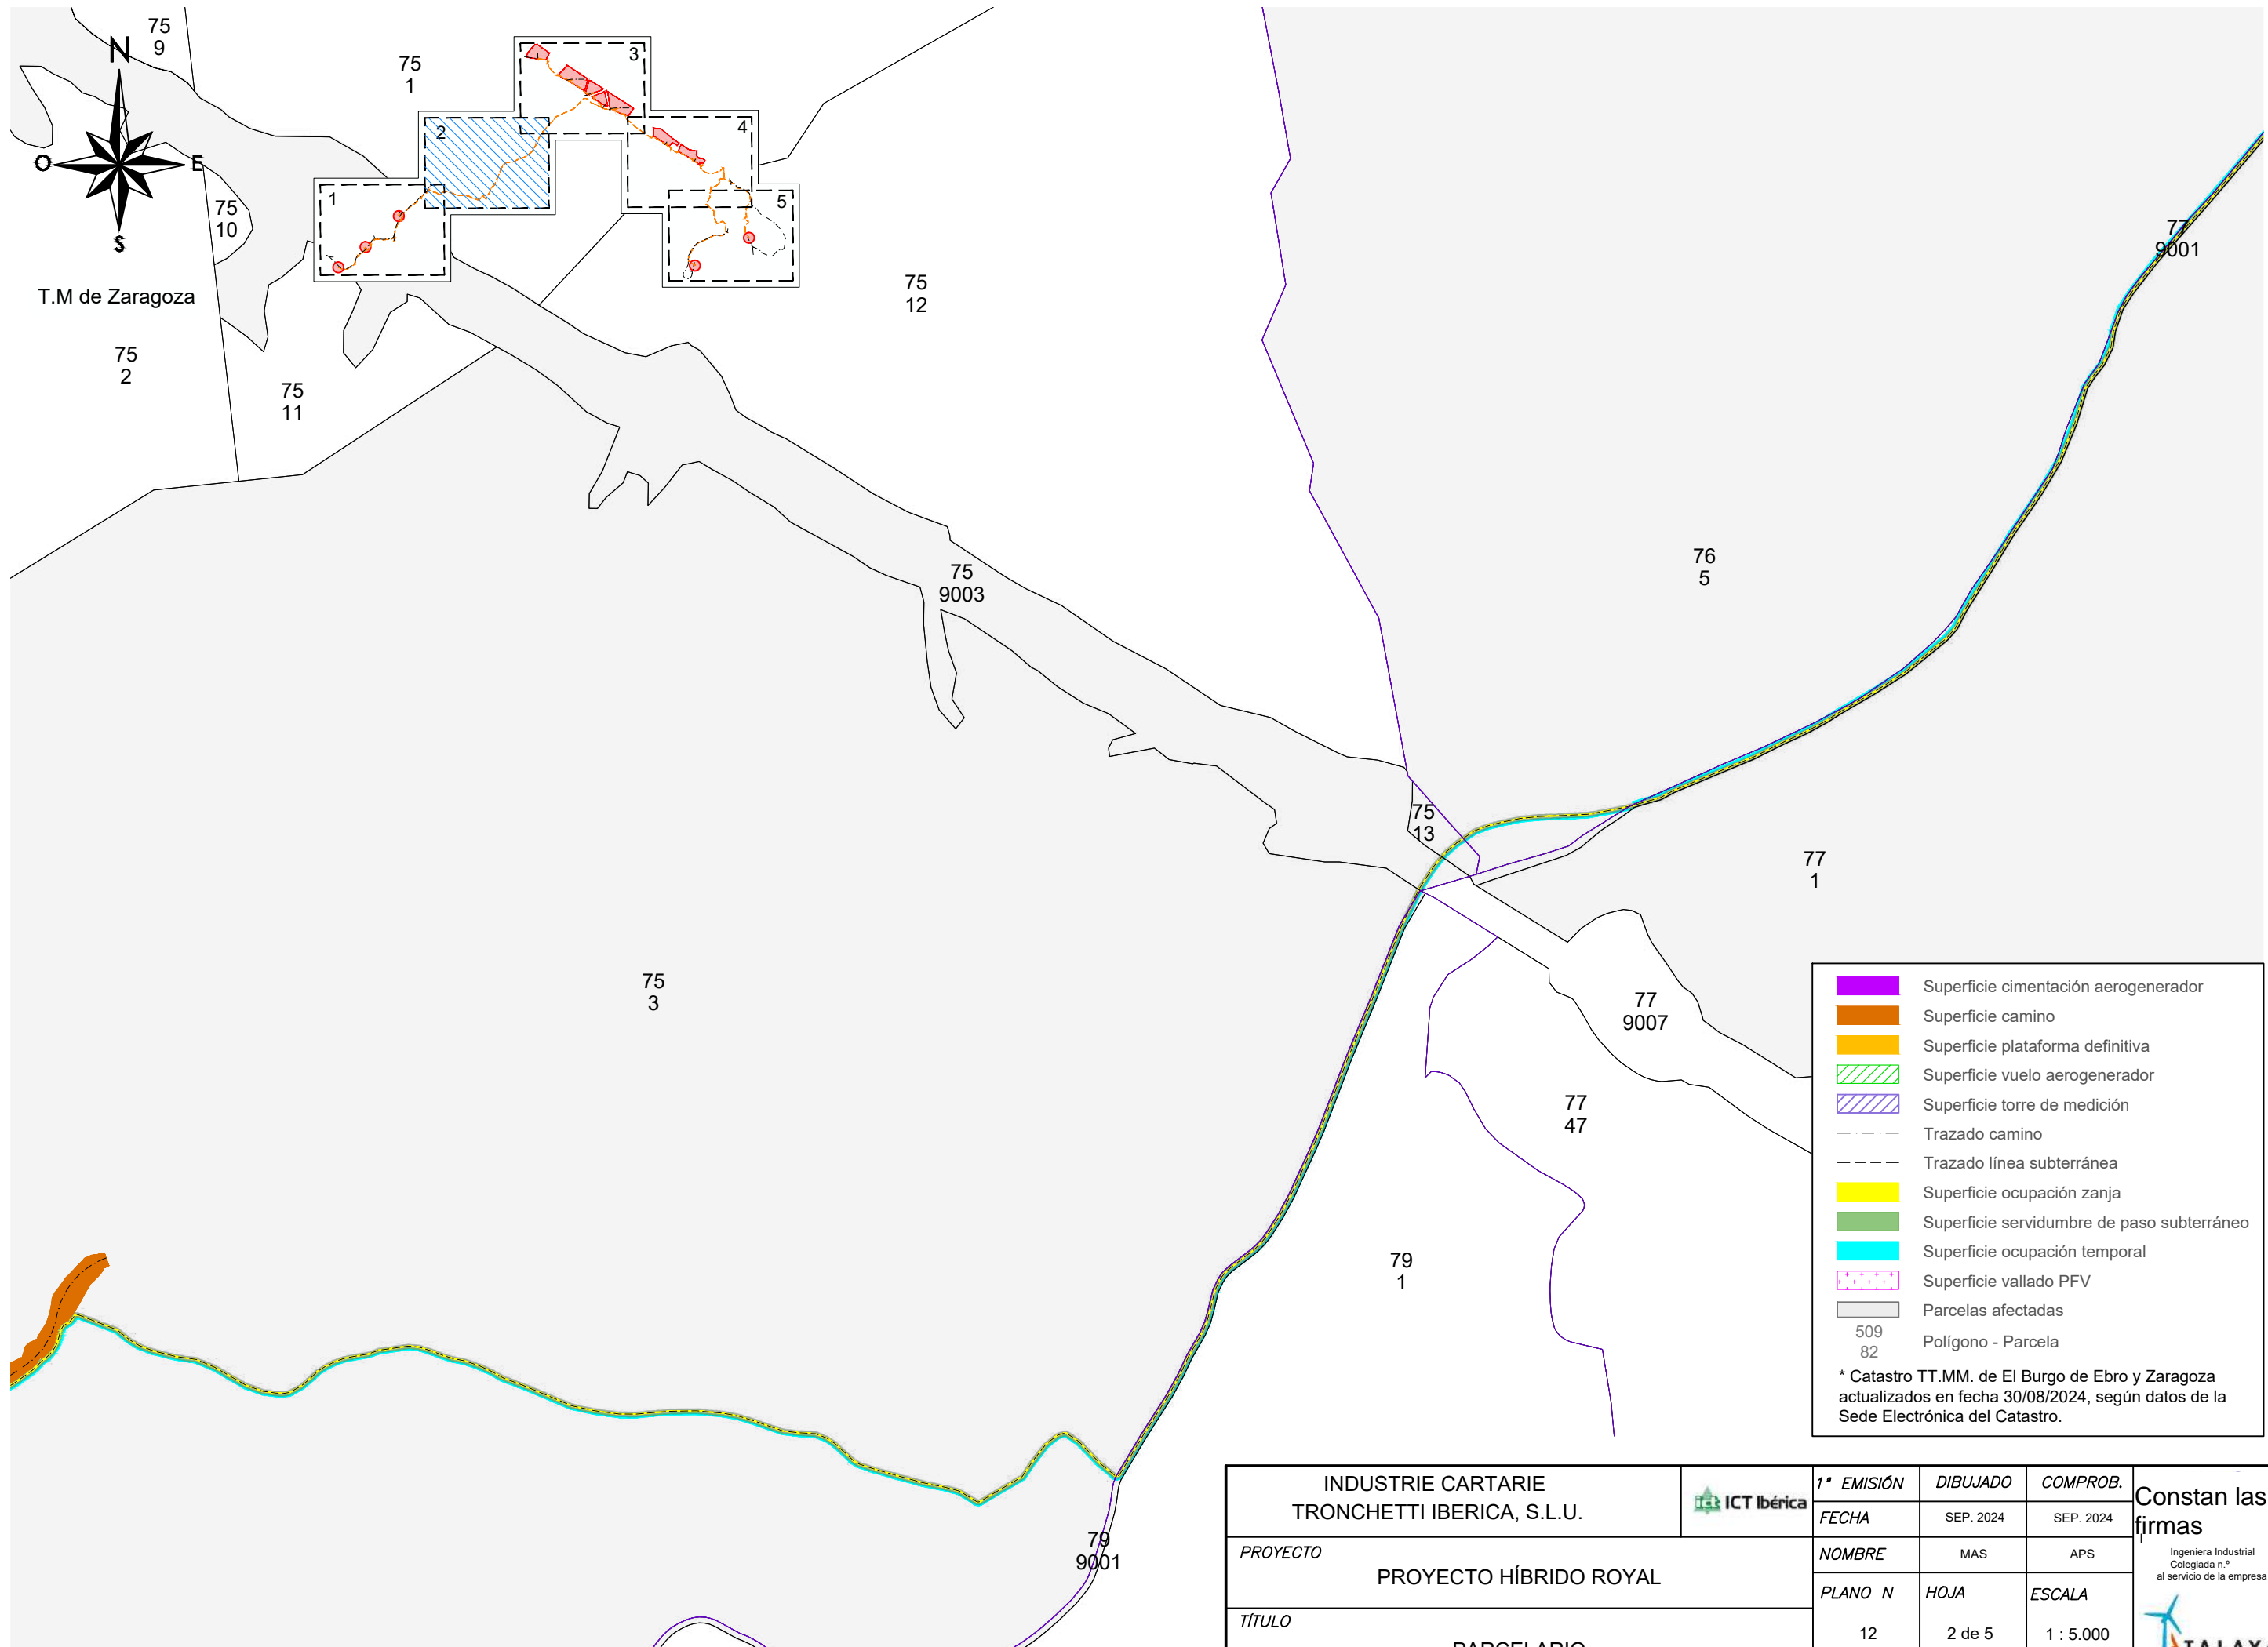 75
9
N
75
1
3
2
4
O
E
1
5
75
10
S
77
9001
T.M de Zaragoza
75
12
75
2
75
11
76
5
75
9003
75
13
77
1
75
3
77
9007
77
47
79
1
79
9001
Superficie cimentación aerogenerador
Superficie camino
Superficie plataforma definitiva
Superficie vuelo aerogenerador
Superficie torre de medición
Trazado camino
Trazado línea subterránea
Superficie ocupación zanja
Superficie servidumbre de paso subterráneo
Superficie ocupación temporal
Superficie vallado PFV
Parcelas afectadas
509
82
Polígono - Parcela
* Catastro TT.MM. de El Burgo de Ebro y Zaragoza
actualizados en fecha 30/08/2024, según datos de la
Sede Electrónica del Catastro.
INDUSTRIE CARTARIE
TRONCHETTI IBERICA, S.L.U.
ict ICT Ibérica
1ª EMISIÓN DIBUJADO COMPROB.
FECHA SEP. 2024 SEP. 2024
NOMBRE MAS APS
Constan las
firmas
Ingeniera Industrial
Colegiada n.º
al servicio de la empresa
PROYECTO
PROYECTO HÍBRIDO ROYAL
PLANO N HOJA ESCALA
12 2 de 5 1 : 5.000
TÍTULO
PARCELARIO